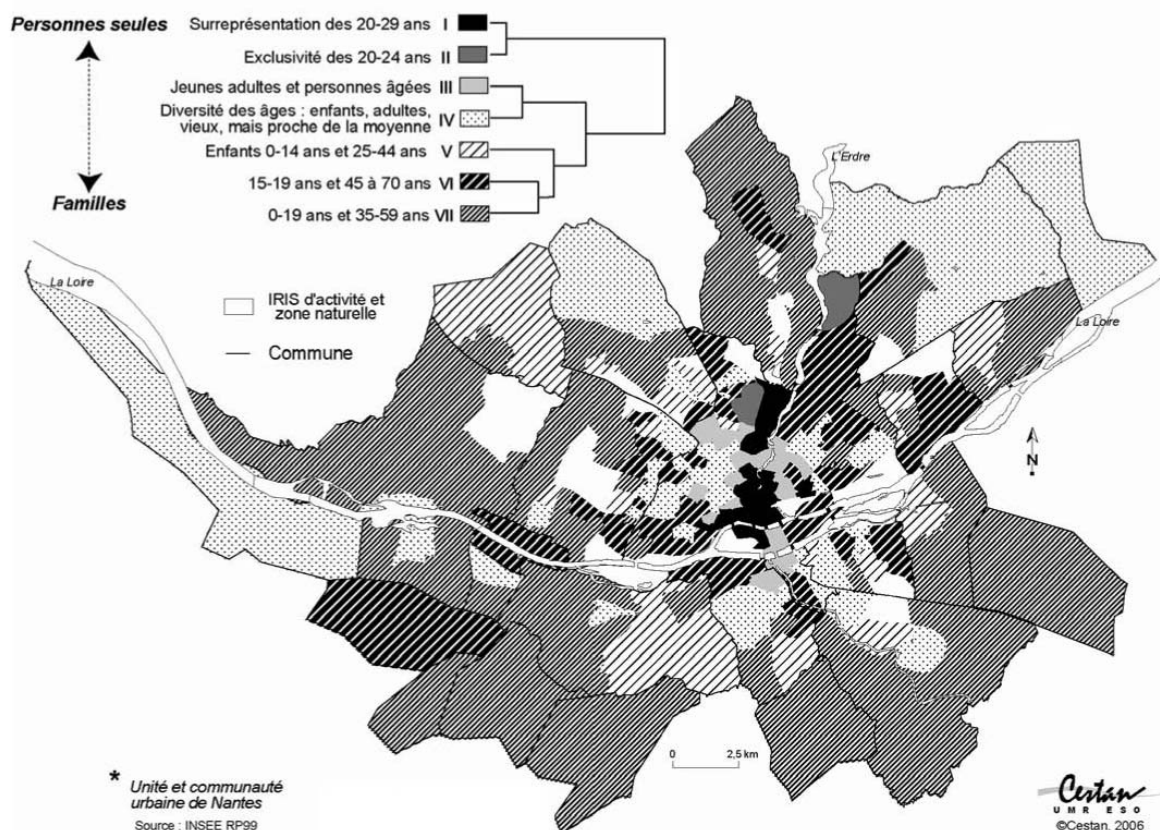 Personnes seules
Surreprésentation des 20-29 ans I
Exclusivité des 20-24 ans II
Jeunes adultes et personnes âgées III
Diversité des âges : enfants, adultes,
vieux, mais proche de la moyenne IV
Enfants 0-14 ans et 25-44 ans V
15-19 ans et 45 à 70 ans VI
Familles
0-19 ans et 35-59 ans VII
L'Erdre
La Loire
IRIS d'activité et
zone naturelle
La Loire
Commune
N
0 2,5 km
* Unité et communauté
urbaine de Nantes
Source : INSEE RP99
Cestan
UMR ESO
©Cestan, 2006